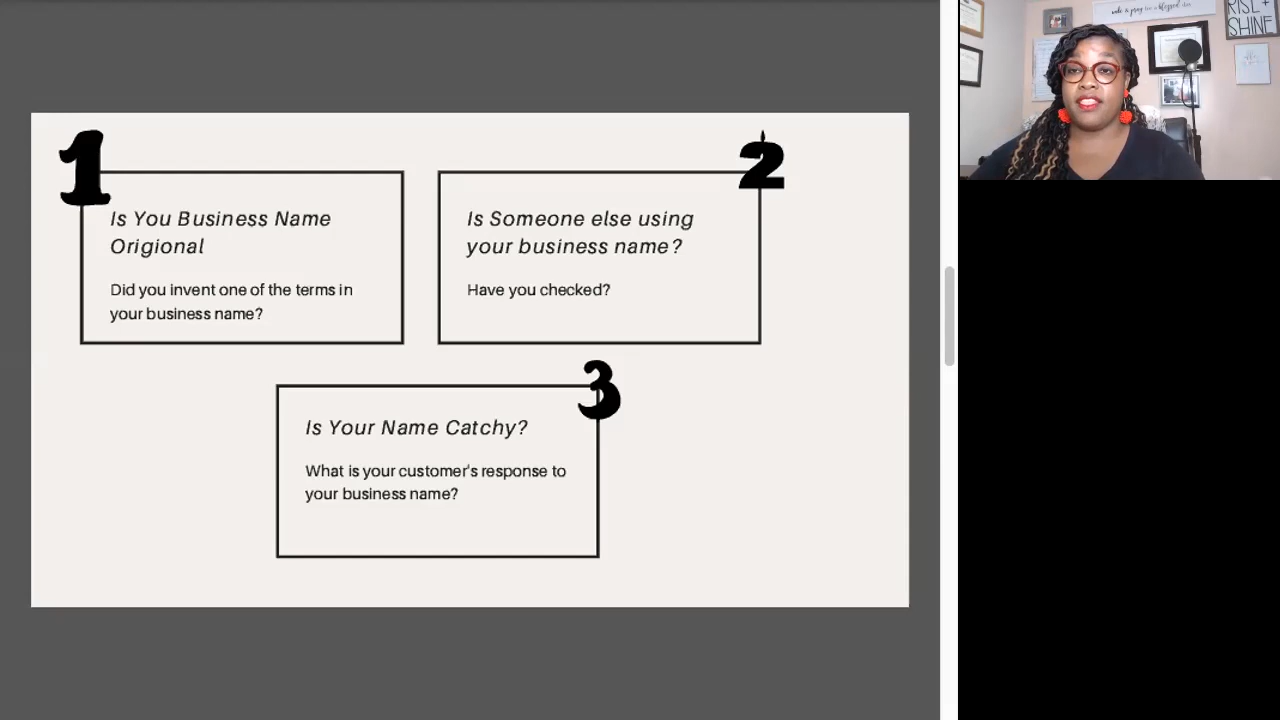 1
Is You Business Name
Origional
Did you invent one of the terms in
your business name?
2
Is Someone else using
your business name?
Have you checked?
3
Is Your Name Catchy?
What is your customer's response to
your business name?
RISE +
SHINE